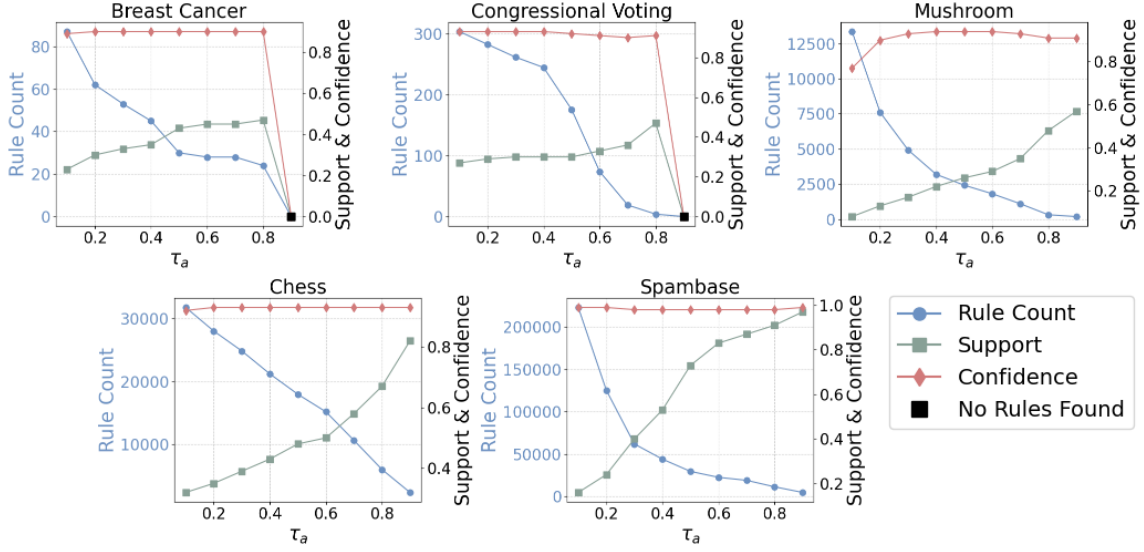 Breast Cancer
Rule Count
80
60
40
20
0
0.8
0.6
0.4
0.2
0.0
Support & Confidence
0.2 0.4 0.6 0.8
τa
Congressional Voting
Rule Count
300
200
100
0
0.8
0.6
0.4
0.2
0.0
Support & Confidence
0.2 0.4 0.6 0.8
τa
Mushroom
Rule Count
12500
10000
7500
5000
2500
0
0.8
0.6
0.4
0.2
Support & Confidence
0.2 0.4 0.6 0.8
τa
Chess
Rule Count
30000
20000
10000
0.8
0.6
0.4
Support & Confidence
0.2 0.4 0.6 0.8
τa
Spambase
Rule Count
200000
150000
100000
50000
0
1.0
0.8
0.6
0.4
0.2
Support & Confidence
0.2 0.4 0.6 0.8
τa
Rule Count
Support
Confidence
No Rules Found